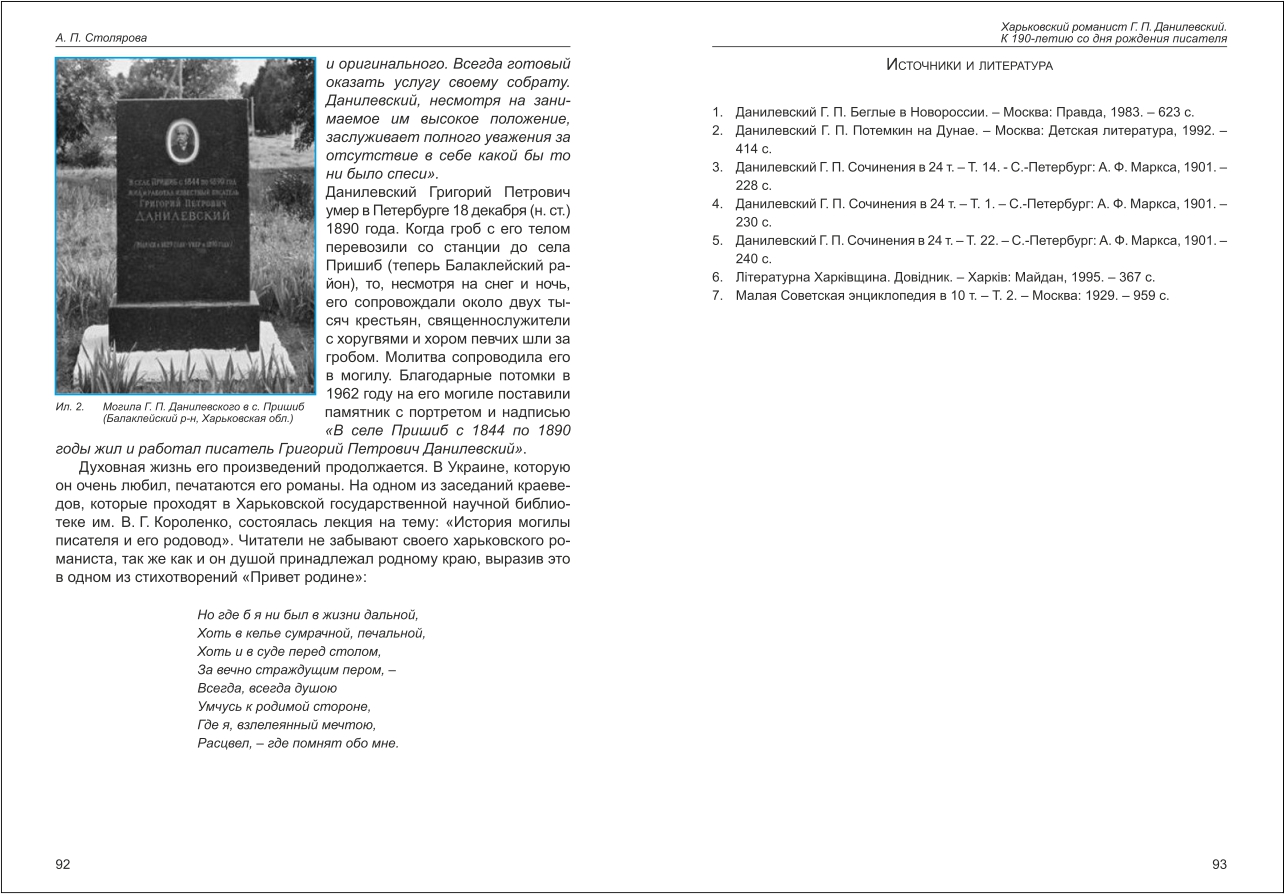 А. П. Столярова
В СЕЛЕ ПРИШИБ С 1844 ПО 1890 ГОД
ЖИЛ И РАБОТАЛ ИЗВЕСТНЫЙ ПИСАТЕЛЬ
ГРИГОРИЙ ПЕТРОВИЧ
ДАНИЛЕВСКИЙ
Ил. 2. Могила Г. П. Данилевского в с. Пришиб
(Балаклейский р-н, Харьковская обл.)
и оригинального. Всегда готовый
оказать услугу своему собрату.
Данилевский, несмотря на зани-
маемое им высокое положение,
заслуживает полного уважения за
отсутствие в себе какой бы то
ни было спеси».
Данилевский Григорий Петрович
умер в Петербурге 18 декабря (н. ст.)
1890 года. Когда гроб с его телом
перевозили со станции до села
Пришиб (теперь Балаклейский ра-
йон), то, несмотря на снег и ночь,
его сопровождали около двух ты-
сяч крестьян, священнослужители
с хоругвями и хором певчих шли за
гробом. Молитва сопроводила его
в могилу. Благодарные потомки в
1962 году на его могиле поставили
памятник с портретом и надписью
«В селе Пришиб с 1844 по 1890
годы жил и работал писатель Григорий Петрович Данилевский».
Духовная жизнь его произведений продолжается. В Украине, которую
он очень любил, печатаются его романы. На одном из заседаний краеве-
дов, которые проходят в Харьковской государственной научной библио-
теке им. В. Г. Короленко, состоялась лекция на тему: «История могилы
писателя и его родовод». Читатели не забывают своего харьковского ро-
маниста, так же как и он душой принадлежал родному краю, выразив это
в одном из стихотворений «Привет родине»:
Но где б я ни был в жизни дальной,
Хоть в келье сумрачной, печальной,
Хоть и в суде перед столом,
За вечно страждущим пером, –
Всегда, всегда душою
Умчусь к родимой стороне,
Где я, взлелеянный мечтою,
Расцвел, – где помнят обо мне.
92
Харьковский романист Г. П. Данилевский.
К 190-летию со дня рождения писателя
Источники и литература
1. Данилевский Г. П. Беглые в Новороссии. – Москва: Правда, 1983. – 623 с.
2. Данилевский Г. П. Потемкин на Дунае. – Москва: Детская литература, 1992. –
414 с.
3. Данилевский Г. П. Сочинения в 24 т. – Т. 14. - С.-Петербург: А. Ф. Маркса, 1901. –
228 с.
4. Данилевский Г. П. Сочинения в 24 т. – Т. 1. – С.-Петербург: А. Ф. Маркса, 1901. –
230 с.
5. Данилевский Г. П. Сочинения в 24 т. – Т. 22. – С.-Петербург: А. Ф. Маркса, 1901. –
240 с.
6. Літературна Харківщина. Довідник. – Харків: Майдан, 1995. – 367 с.
7. Малая Советская энциклопедия в 10 т. – Т. 2. – Москва: 1929. – 959 с.
93